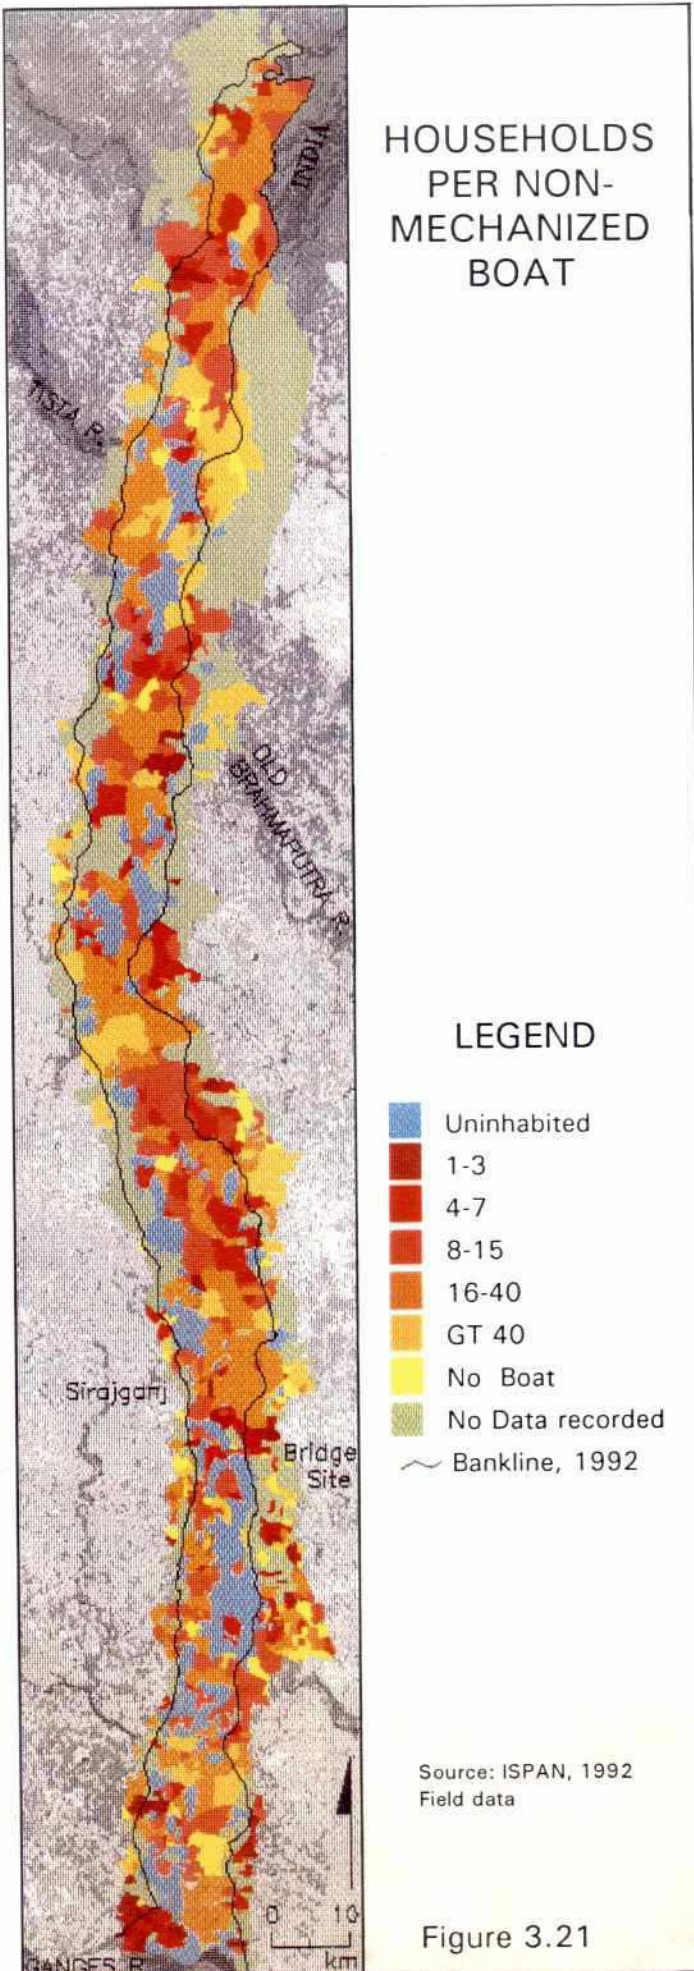 HOUSEHOLDS
PER NON-
MECHANIZED
BOAT
INDIA
TISTA R.
OLD
BRAHMAPUTRA R.
LEGEND
Uninhabited
1-3
4-7
8-15
16-40
GT 40
No Boat
No Data recorded
Bankline, 1992
Sirajganj
Bridge
Site
Source: ISPAN, 1992
Field data
0 10
km
GANGES R.
Figure 3.21